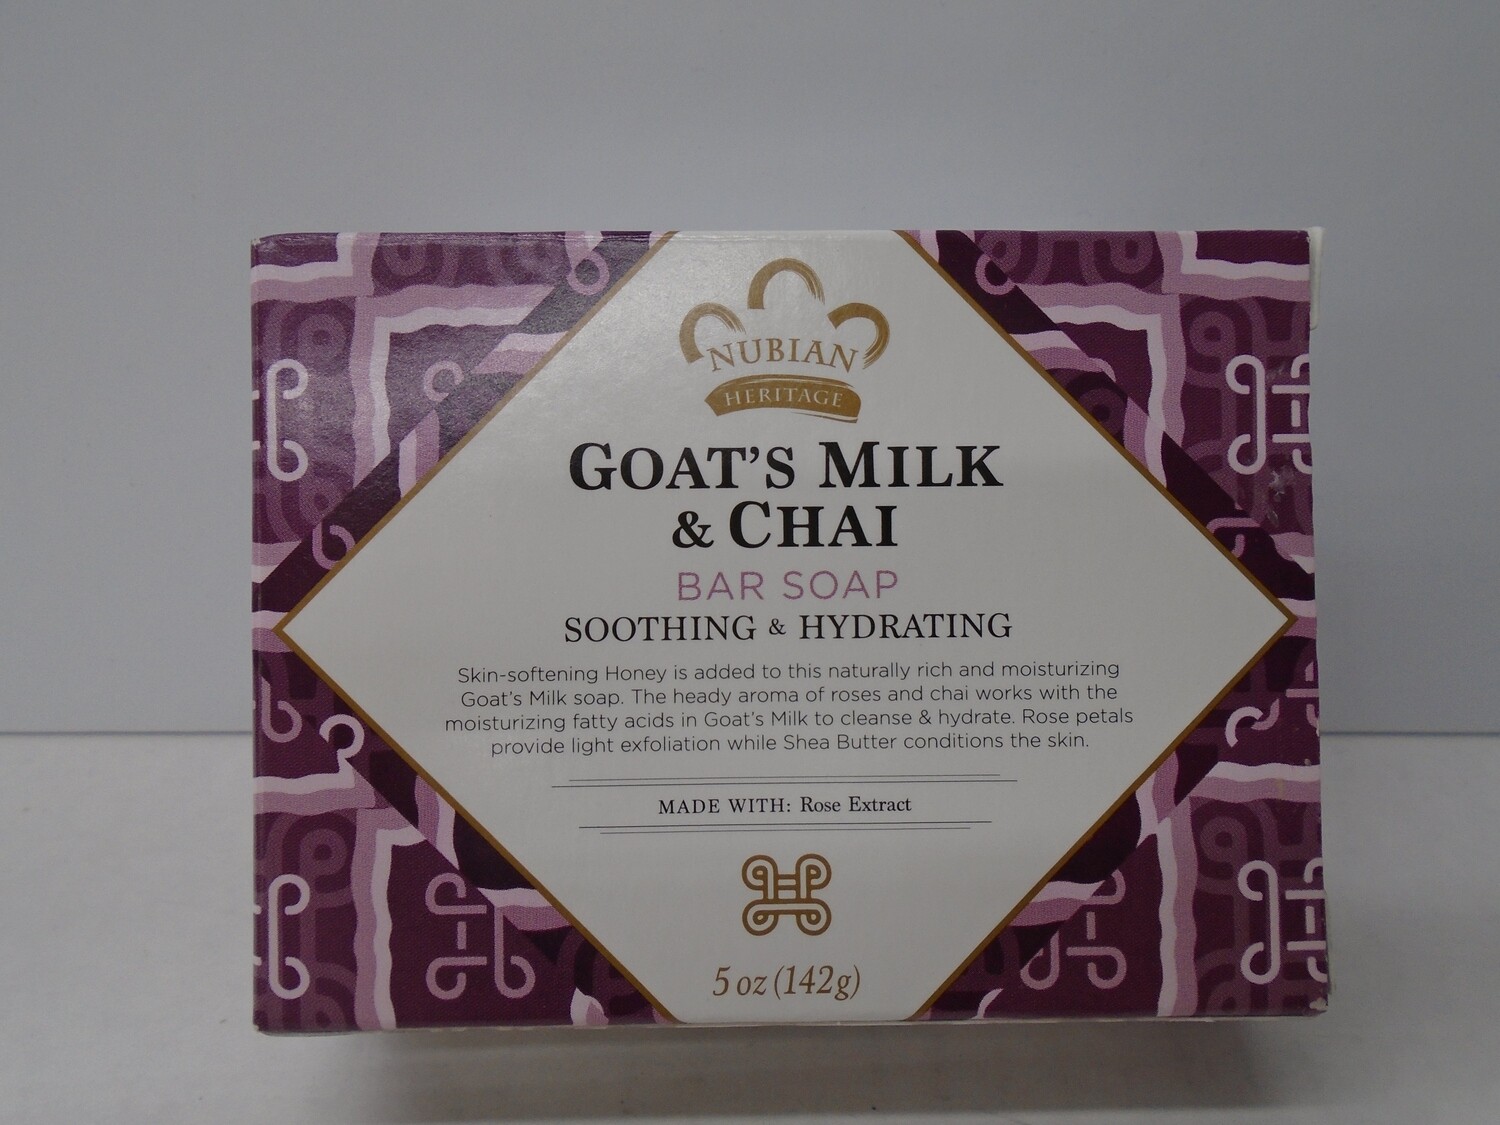 NUBIAN
HERITAGE
GOAT'S MILK
& CHAI
BAR SOAP
SOOTHING & HYDRATING
Skin-softening Honey is added to this naturally rich and moisturizing
Goat's Milk soap. The heady aroma of roses and chai works with the
moisturizing fatty acids in Goat's Milk to cleanse & hydrate. Rose petals
provide light exfoliation while Shea Butter conditions the skin.
MADE WITH: Rose Extract
5 oz (142g)